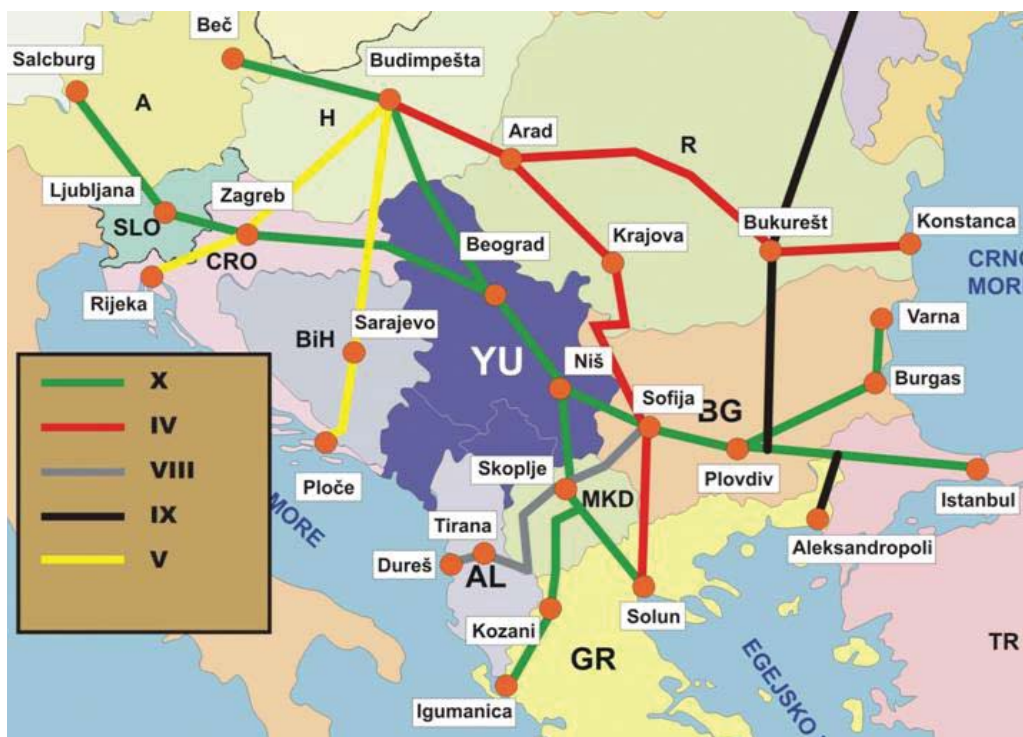 Beč
Salcburg
Budimpešta
A
H
Arad
R
Ljubljana
Zagreb
SLO
CRO
Beograd
Krajova
Bukurešt
Konstanca
CRNO
MORE
Rijeka
BiH
Sarajevo
YU
Niš
Sofija
BG
Varna
Burgas
X
IV
VIII
IX
V
Ploče
MORE
Skoplje
MKD
Plovdiv
Istanbul
Tirana
Dureš
AL
Aleksandropoli
Solun
Kozani
GR
Igumanica
EGEJSKO
TR